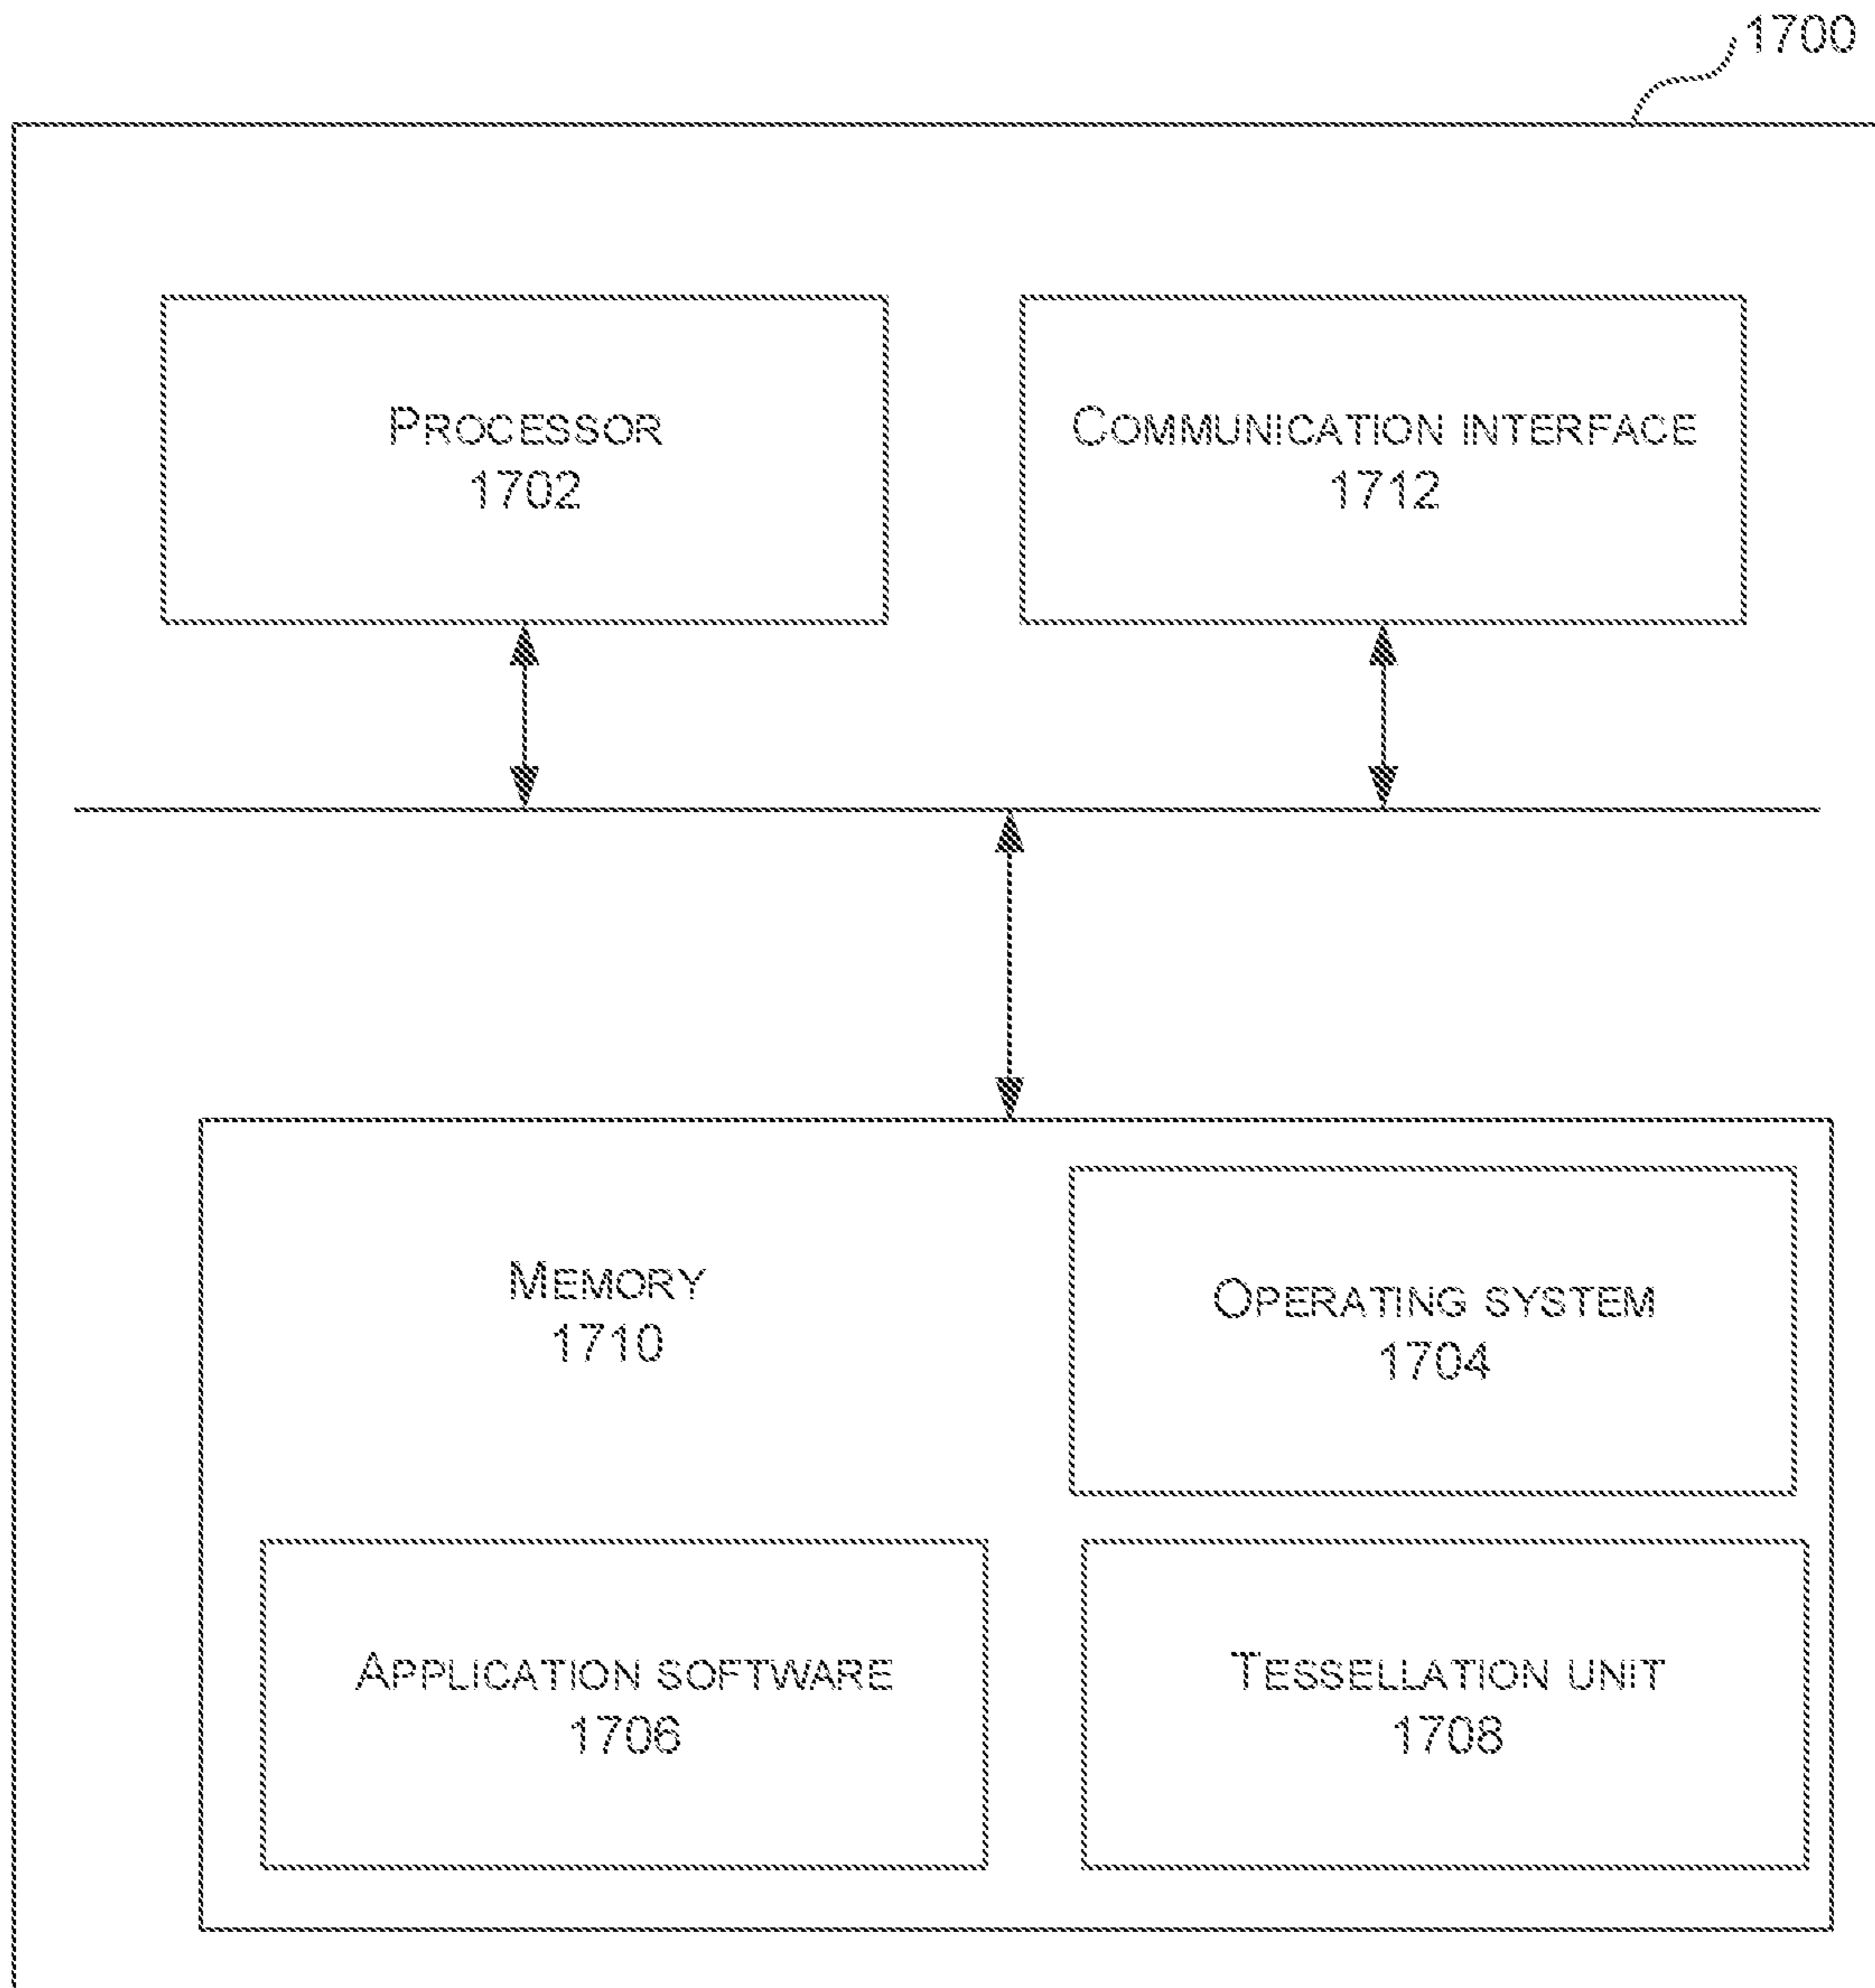 1700
PROCESSOR
1702
COMMUNICATION INTERFACE
1712
MEMORY
1710
OPERATING SYSTEM
1704
APPLICATION SOFTWARE
1706
TESSELLATION UNIT
1708